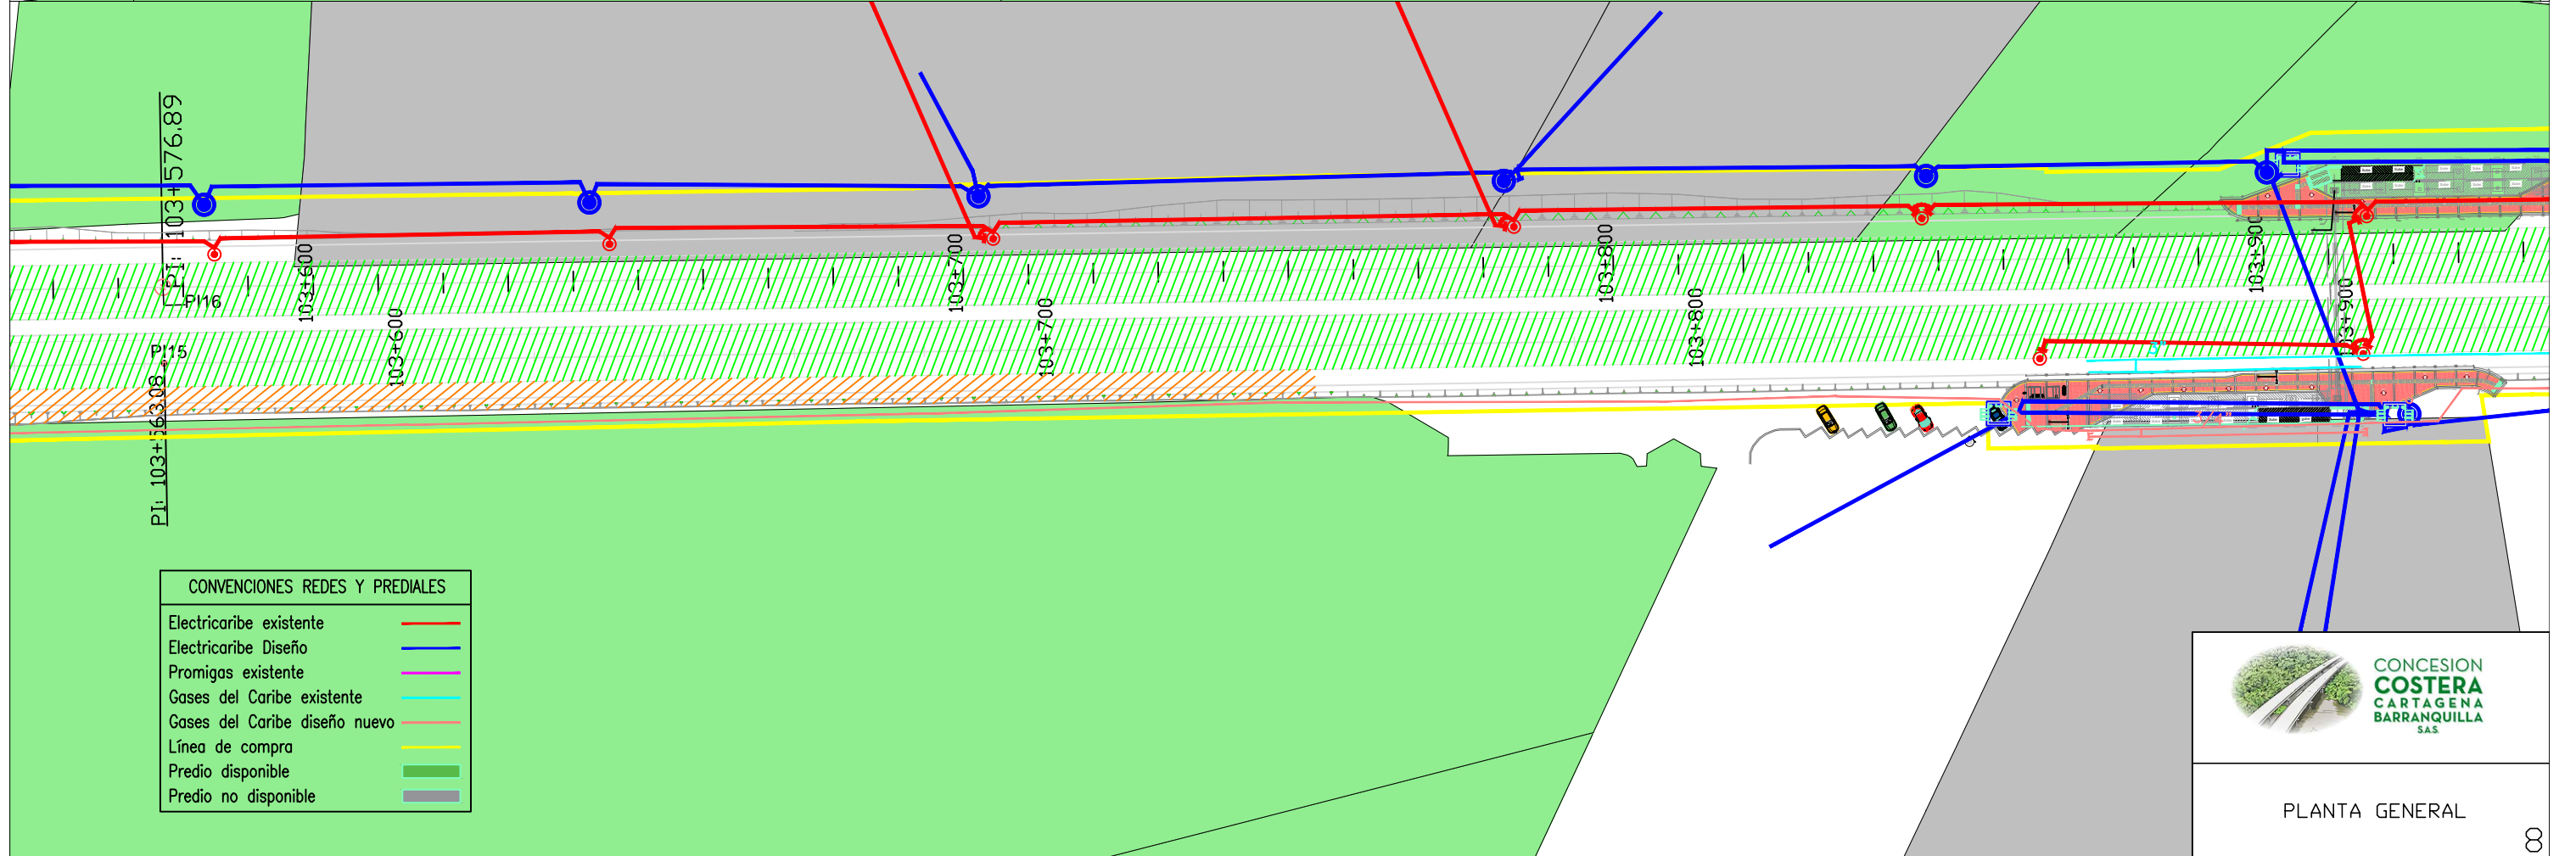 PI: 103+576.89
PI16
103+600
103+700
103+800
103+900
103+600
103+700
103+800
103+900
PI15
PI: 103+563.08
3"
3/4"
CONVENCIONES REDES Y PREDIALES
Electricaribe existente
Electricaribe Diseño
Promigas existente
Gases del Caribe existente
Gases del Caribe diseño nuevo
Línea de compra
Predio disponible
Predio no disponible
CONCESION
COSTERA
CARTAGENA
BARRANQUILLA
S.A.S.
PLANTA GENERAL
8